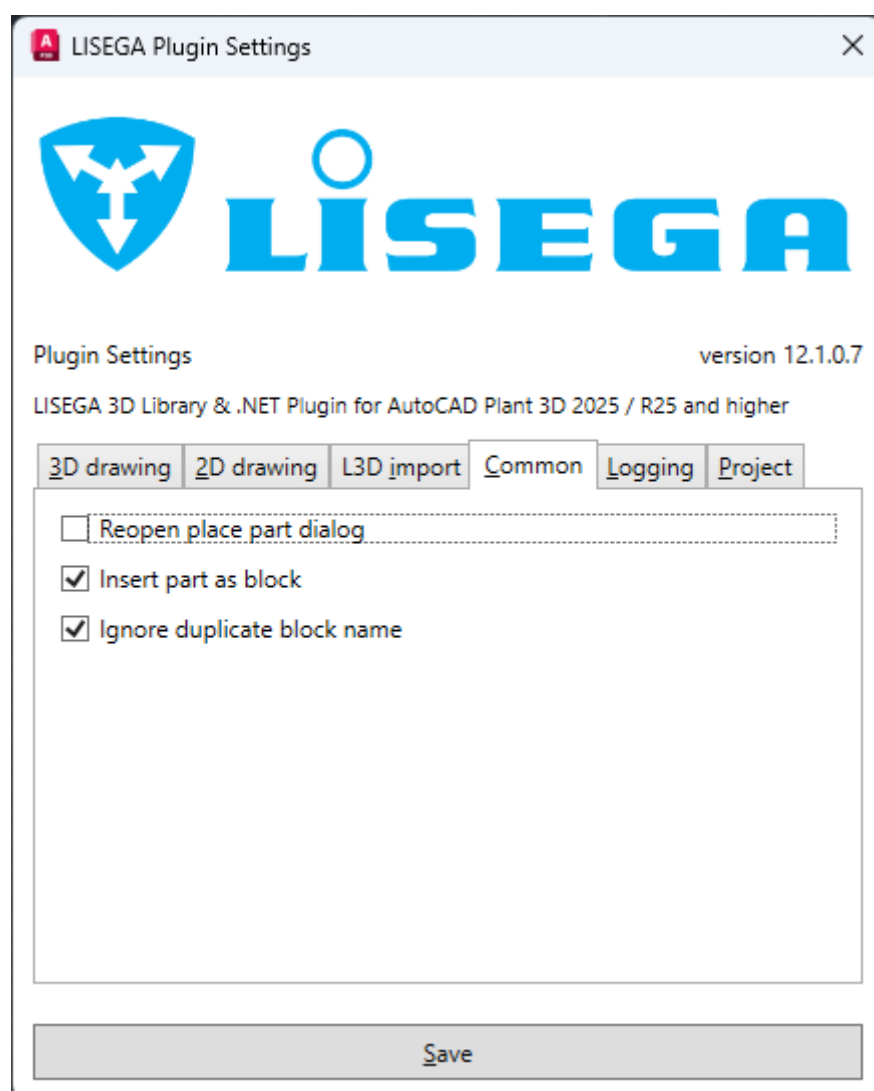 LISEGA Plugin Settings
LISEGA
Plugin Settings version 12.1.0.7
LISEGA 3D Library & .NET Plugin for AutoCAD Plant 3D 2025 / R25 and higher
3D drawing 2D drawing L3D import Common Logging Project
Reopen place part dialog
Insert part as block
Ignore duplicate block name
Save